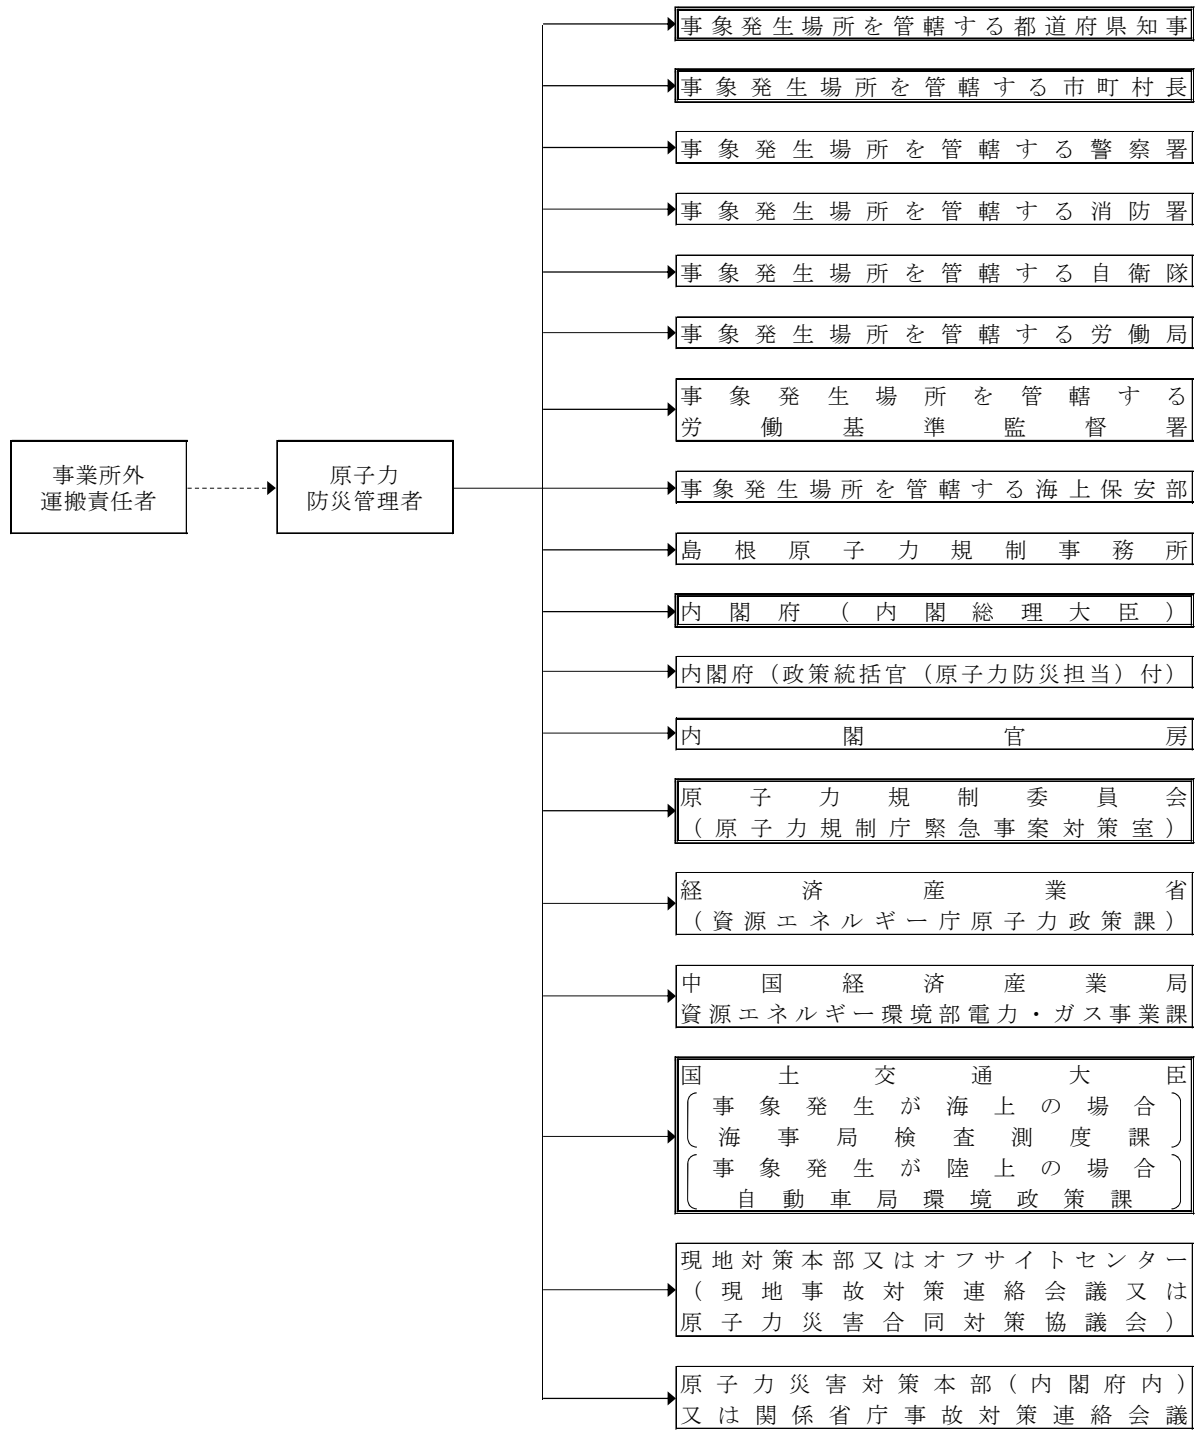 事象発生場所を管轄する都道府県知事
事象発生場所を管轄する市町村長
事象発生場所を管轄する警察署
事象発生場所を管轄する消防署
事象発生場所を管轄する自衛隊
事象発生場所を管轄する労働局
事象発生場所を管轄する
労働基準監督署
事業所外
運搬責任者
原子力
防災管理者
事象発生場所を管轄する海上保安部
島根原子力規制事務所
内閣府（内閣総理大臣）
内閣府（政策統括官（原子力防災担当）付）
内閣官房
原子力規制委員会
（原子力規制庁緊急事案対策室）
経済産業省
（資源エネルギー庁原子力政策課）
中国経済産業局
資源エネルギー環境部電力・ガス事業課
国土交通大臣
事象発生が海上の場合
海事局検査測度課
事象発生が陸上の場合
自動車局環境政策課
現地対策本部又はオフサイトセンター
（現地事故対策連絡会議又は
原子力災害合同対策協議会）
原子力災害対策本部（内閣府内）
又は関係省庁事故対策連絡会議